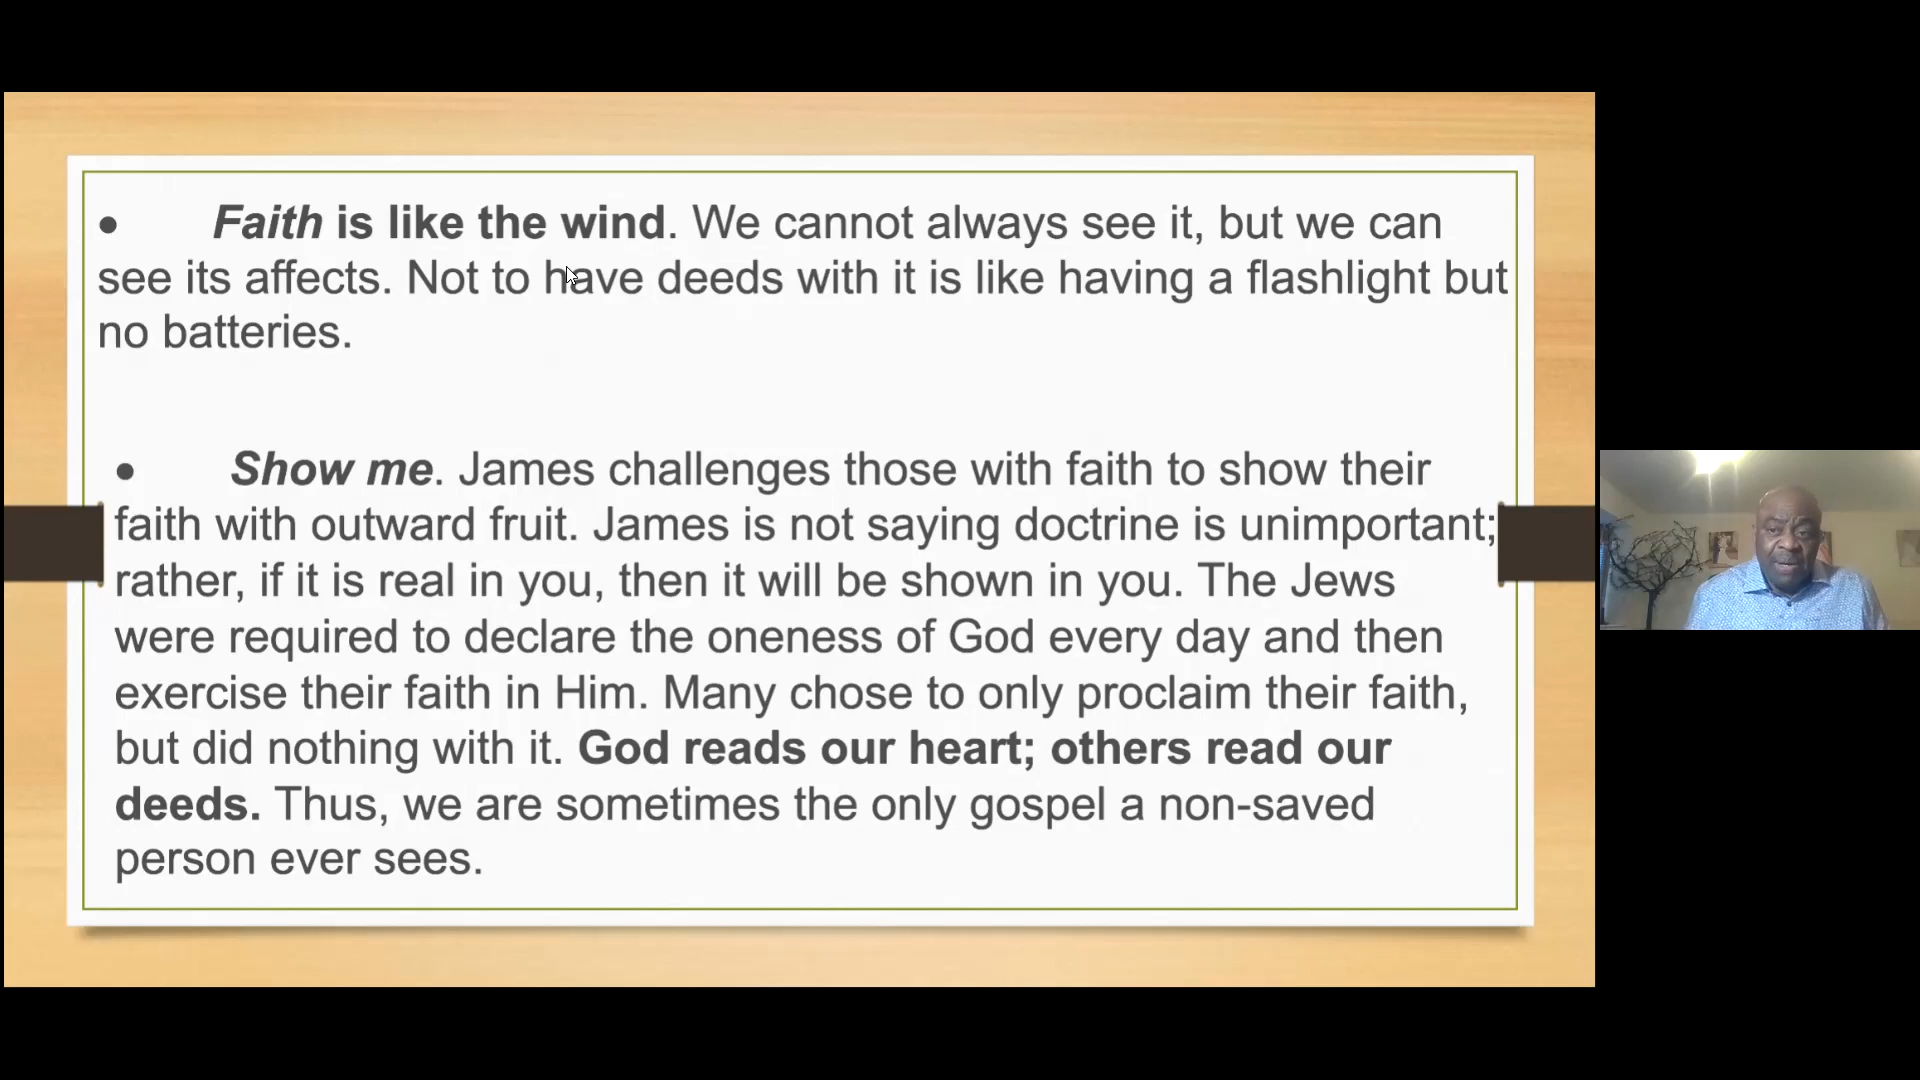 • Faith is like the wind. We cannot always see it, but we can
see its affects. Not to have deeds with it is like having a flashlight but
no batteries.
• Show me. James challenges those with faith to show their
faith with outward fruit. James is not saying doctrine is unimportant;
rather, if it is real in you, then it will be shown in you. The Jews
were required to declare the oneness of God every day and then
exercise their faith in Him. Many chose to only proclaim their faith,
but did nothing with it. God reads our heart; others read our
deeds. Thus, we are sometimes the only gospel a non-saved
person ever sees.